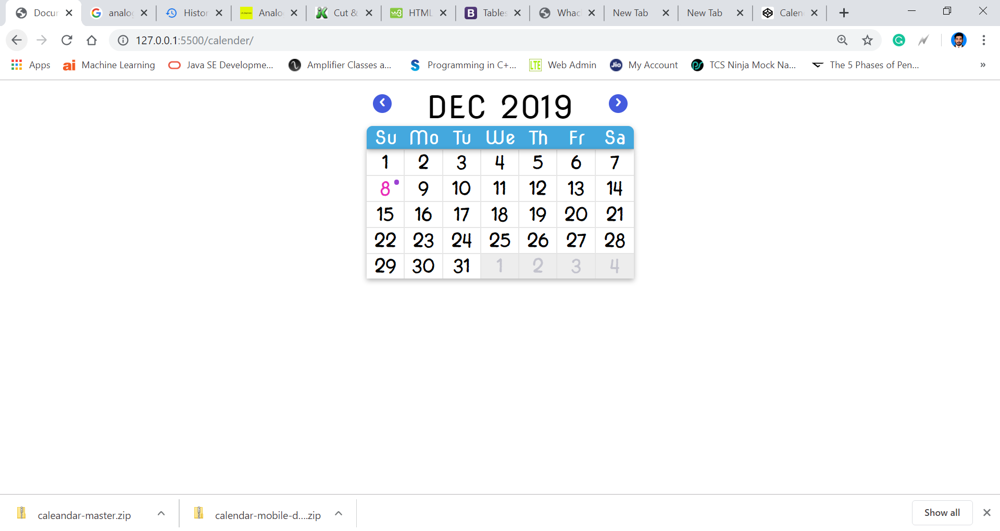 Docur analog Histor Analo Cut & HTML Tables Whac New Tab New Tab Calen
127.0.0.1:5500/calender/
Apps ai Machine Learning Java SE Developme... Amplifier Classes a... Programming in C+... LTE Web Admin Jio My Account TCS Ninja Mock Na... The 5 Phases of Pen... »
DEC 2019
Su Mo Tu We Th Fr Sa
1 2 3 4 5 6 7
8 9 10 11 12 13 14
15 16 17 18 19 20 21
22 23 24 25 26 27 28
29 30 31 1 2 3 4
caleandar-master.zip calendar-mobile-d....zip Show all